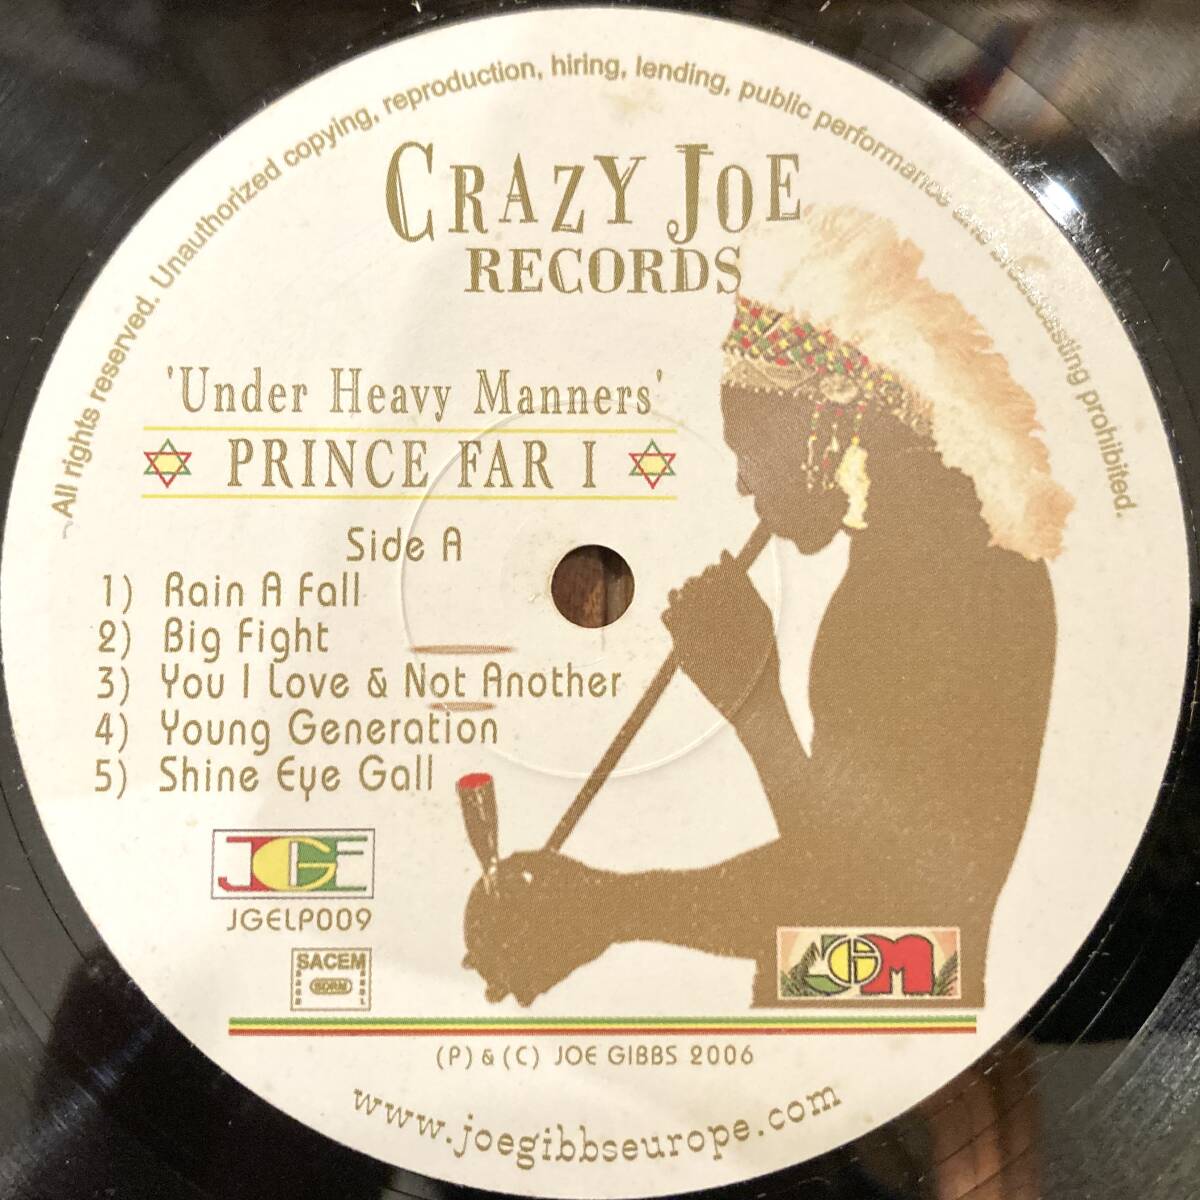 All rights reserved. Unauthorized copying, reproduction, hiring, lending, public performance and broadcasting prohibited.
CRAZY JOE
RECORDS
'Under Heavy Manners'
PRINCE FAR I
Side A
1) Rain A Fall
2) Big Fight
3) You I Love & Not Another
4) Young Generation
5) Shine Eye Gall
JGE
JGELP009
SACEM
SDRM
JGM
(P) & (C) JOE GIBBS 2006
www.joegibbseurope.com